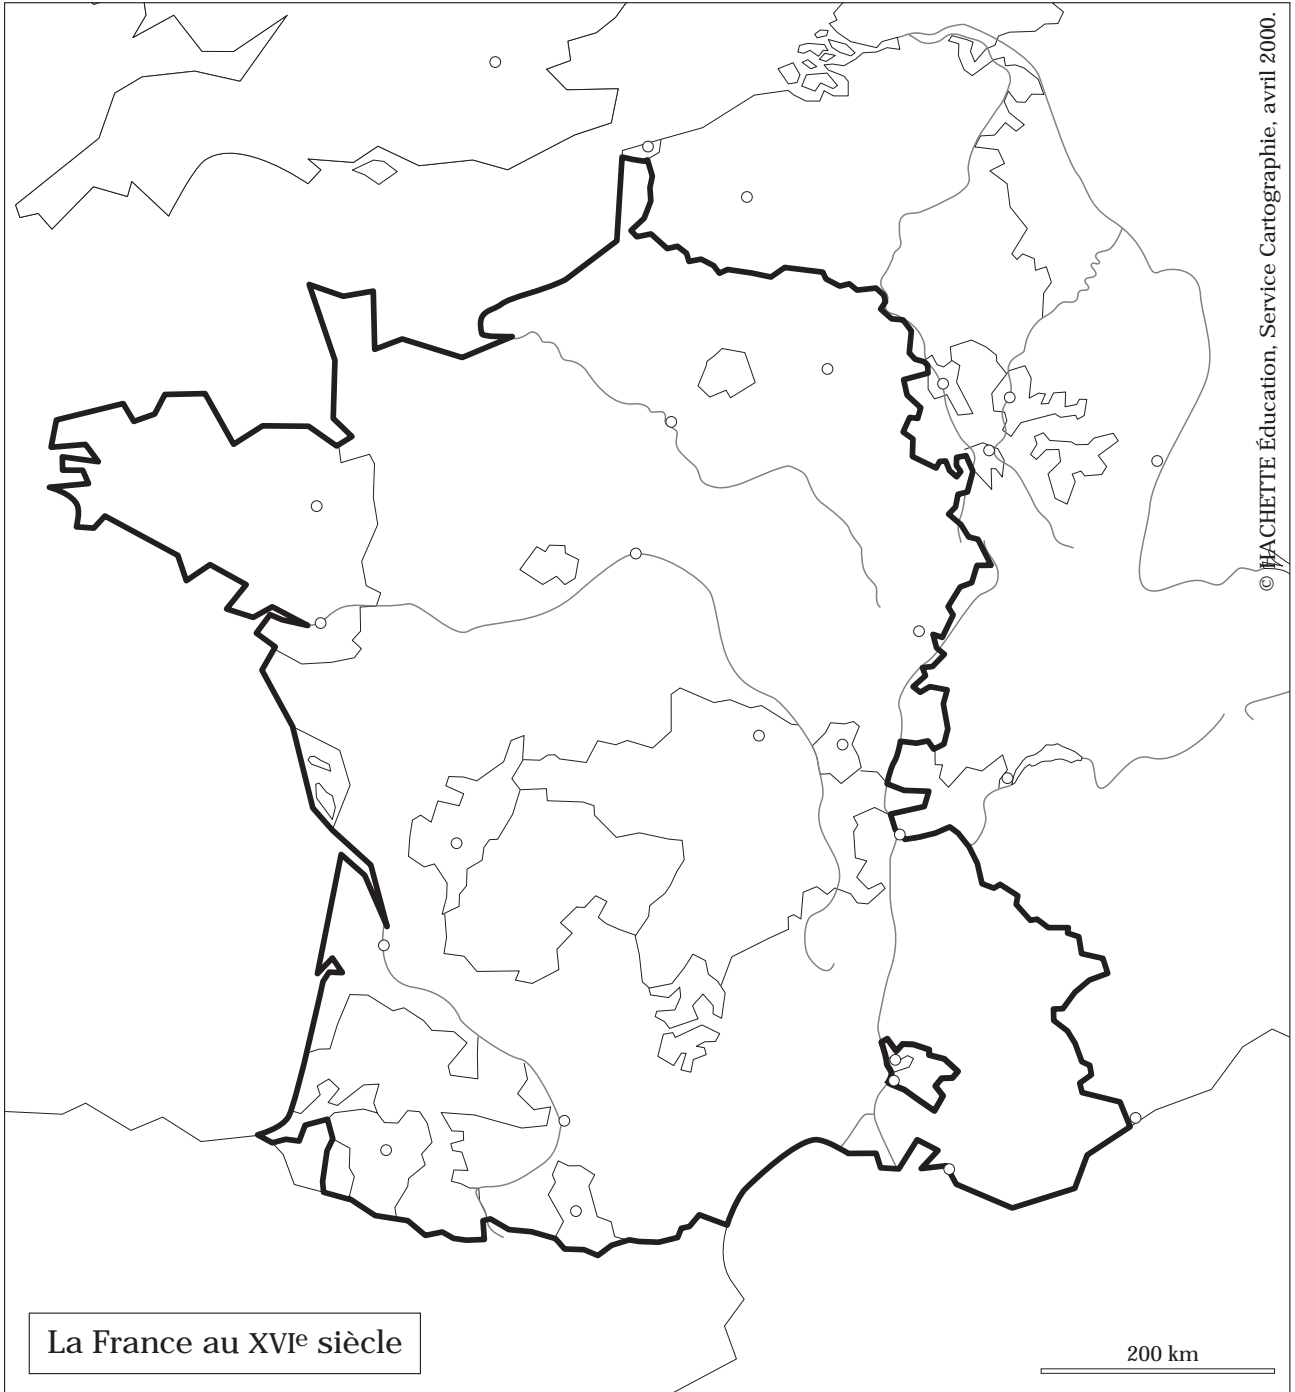 © HACHETTE Éducation, Service Cartographie, avril 2000.
La France au XVIe siècle
200 km